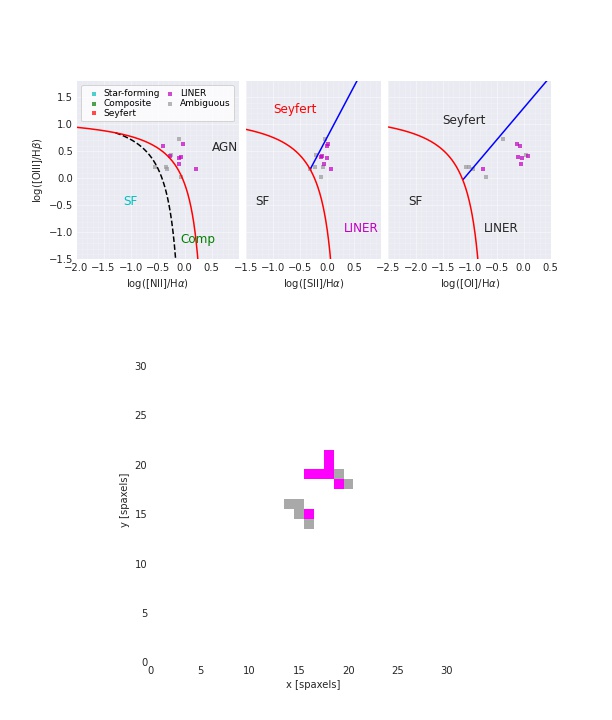 Star-forming
Composite
Seyfert
LINER
Ambiguous
AGN
SF
Comp
1.5
1.0
0.5
0.0
−0.5
−1.0
−1.5
log([OIII]/Hβ)
−2.0 −1.5 −1.0 −0.5 0.0 0.5
log([NII]/Hα)
Seyfert
SF
LINER
−1.5 −1.0 −0.5 0.0 0.5
log([SII]/Hα)
Seyfert
SF
LINER
−2.5 −2.0 −1.5 −1.0 −0.5 0.0 0.5
log([OI]/Hα)
30
25
20
15
10
5
0
y [spaxels]
0 5 10 15 20 25 30
x [spaxels]